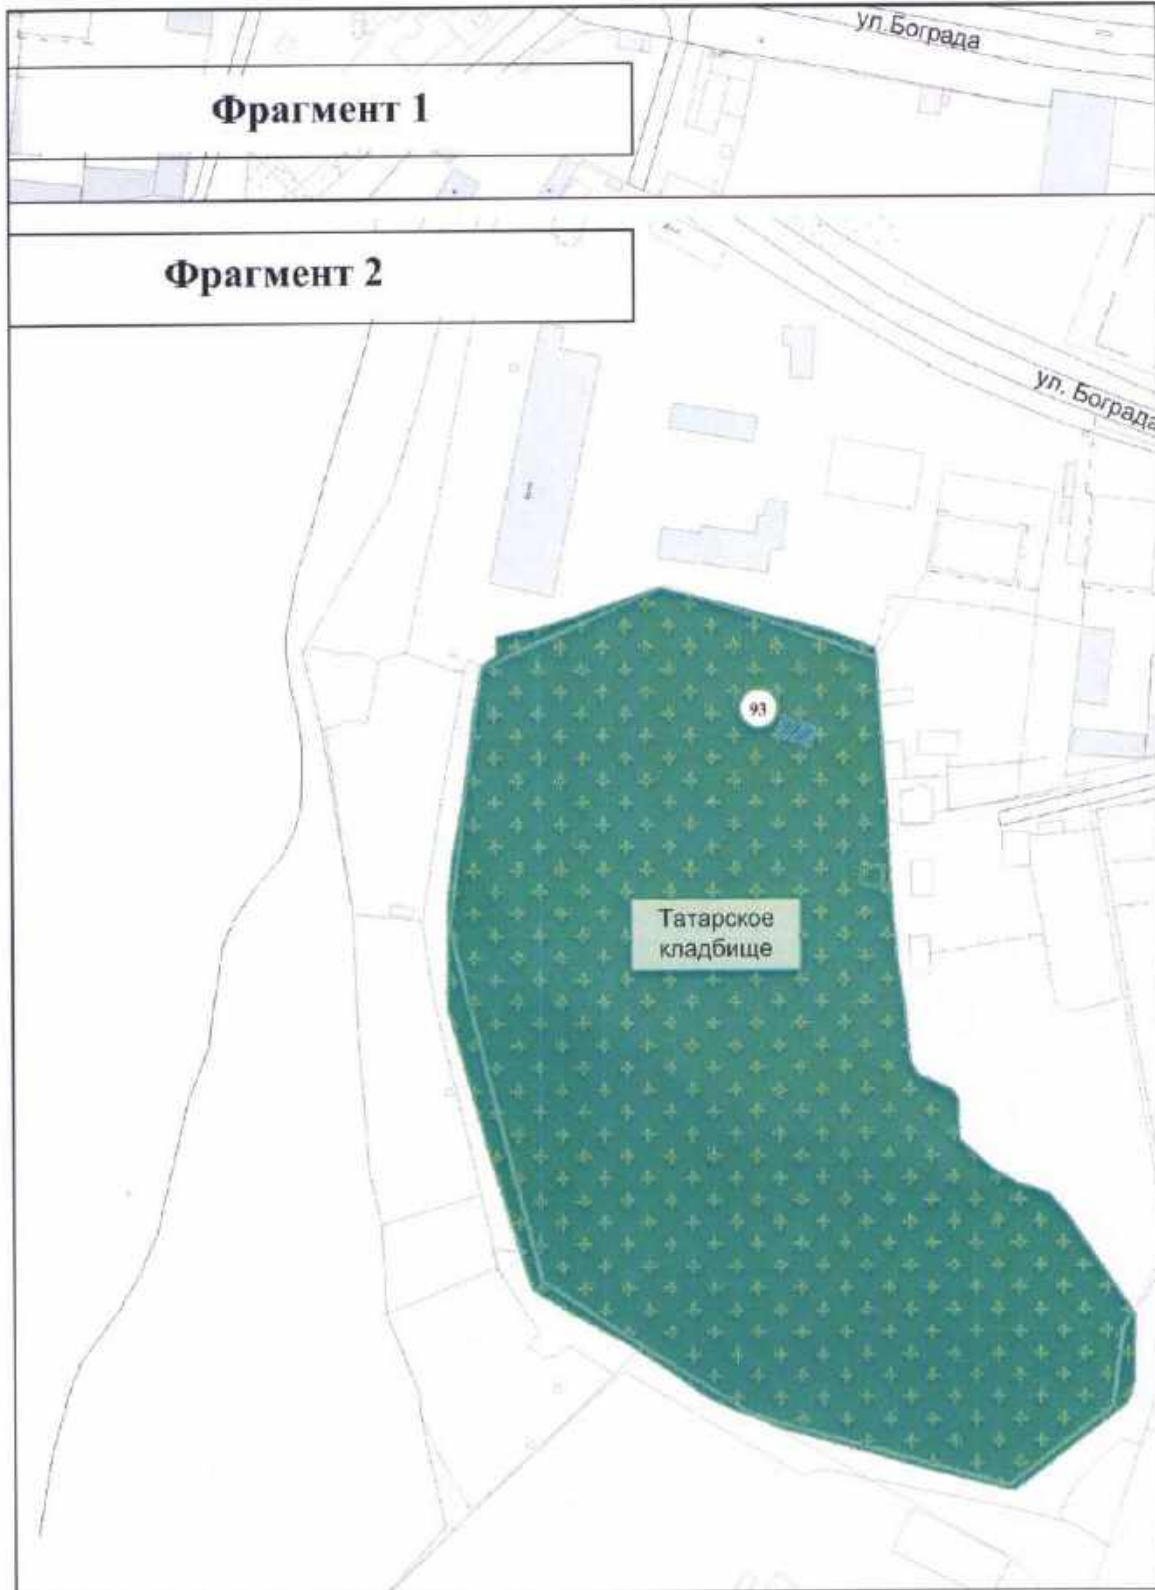 ул.Бограда
Фрагмент 1
Фрагмент 2
ул. Бограда
93
Татарское
кладбище